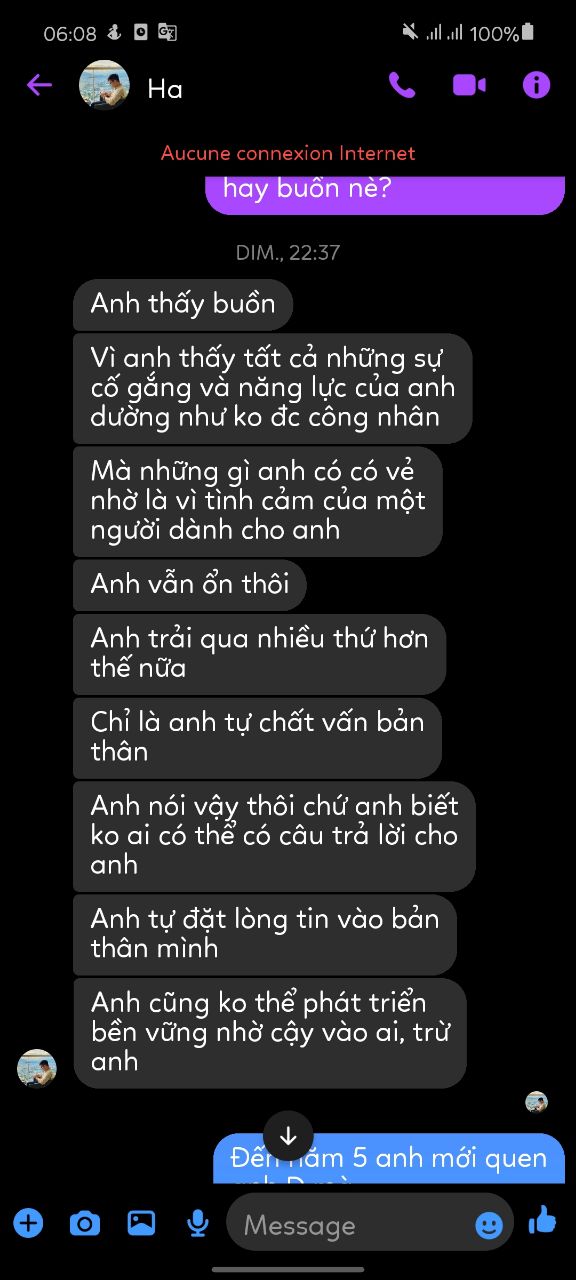 06:08
100%
Ha
Aucune connexion Internet
hay buồn nè?
DIM., 22:37
Anh thấy buồn
Vì anh thấy tất cả những sự
cố gắng và năng lực của anh
dường như ko đc công nhân
Mà những gì anh có có vẻ
nhờ là vì tình cảm của một
người dành cho anh
Anh vẫn ổn thôi
Anh trải qua nhiều thứ hơn
thế nữa
Chỉ là anh tự chất vấn bản
thân
Anh nói vậy thôi chứ anh biết
ko ai có thể có câu trả lời cho
anh
Anh tự đặt lòng tin vào bản
thân mình
Anh cũng ko thể phát triển
bền vững nhờ cậy vào ai, trừ
anh
Đến năm 5 anh mới quen
Message